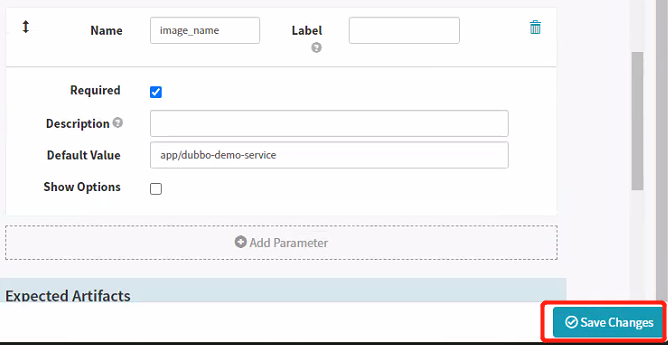 Name image_name Label
Required
Description
Default Value app/dubbo-demo-service
Show Options
Add Parameter
Expected Artifacts
Save Changes